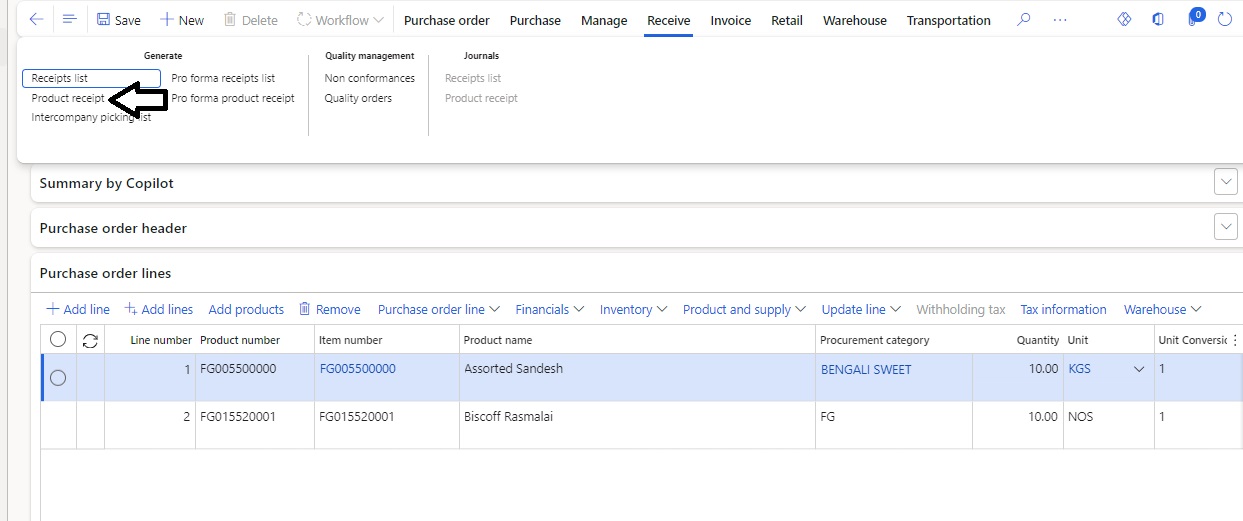 Save New Delete Workflow Purchase order Purchase Manage Receive Invoice Retail Warehouse Transportation ... 0
Generate Quality management Journals
Receipts list Pro forma receipts list Non conformances Receipts list
Product receipt Pro forma product receipt Quality orders Product receipt
Intercompany picking list
Summary by Copilot
Purchase order header
Purchase order lines
Add line Add lines Add products Remove Purchase order line Financials Inventory Product and supply Update line Withholding tax Tax information Warehouse
Line number Product number Item number Product name Procurement category Quantity Unit Unit Conversic
1 FG005500000 FG005500000 Assorted Sandesh BENGALI SWEET 10.00 KGS 1
2 FG015520001 FG015520001 Biscoff Rasmalai FG 10.00 NOS 1